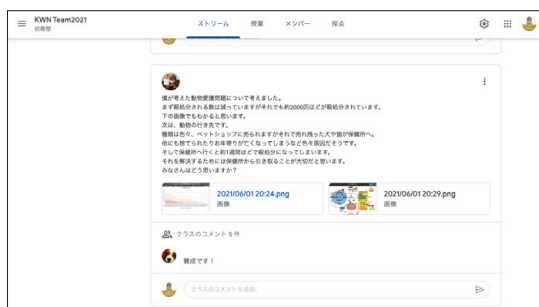 KWN Team2021
初等部
ストリーム
授業
メンバー
採点
僕が考えた動物愛護問題について考えました。
まず殺処分される数は減っていますがそれでも約2000匹ほどが殺処分されています。
下の画像でもわかると思います。
次は、動物の行き先です。
種類は色々、ペットショップに売られますがそれで売れ残った犬や猫が保健所へ。
他にも捨てられたりお年寄りが亡くなってしまうなど色々原因だそうです。
そして保健所へ行くと約1週間ほどで殺処分になってしまいます。
それを解決するためには保健所から引き取ることが大切だと思います。
みなさんはどう思いますか？
2021/06/01 20:24.png
画像
2021/06/01 20:29.png
画像
クラスのコメント 5 件
賛成です！
クラスのコメントを追加...